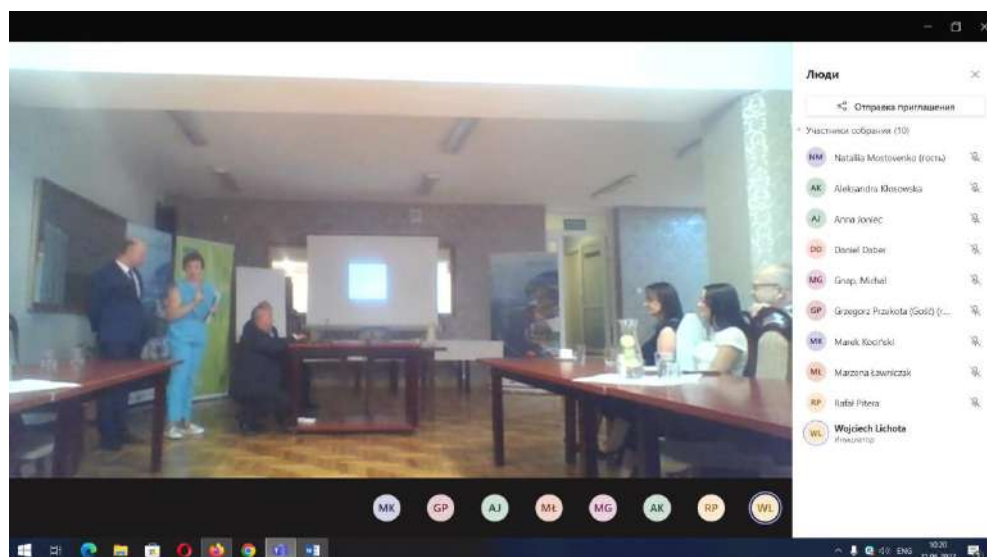 Люди
Отправка приглашения
Участники собрания (10)
NM Nataliia Mostovenko (гость)
AK Aleksandra Kłosowska
AJ Anna Joniec
DD Daniel Dober
MG Gnap, Michał
GP Grzegorz Przekota (Gość) (г...
MK Marek Kociński
MŁ Marzena Ławniczak
RP Rafał Pitera
WL Wojciech Lichota
Инициатор
MK GP AJ MŁ MG AK RP WL
ENG 10:20